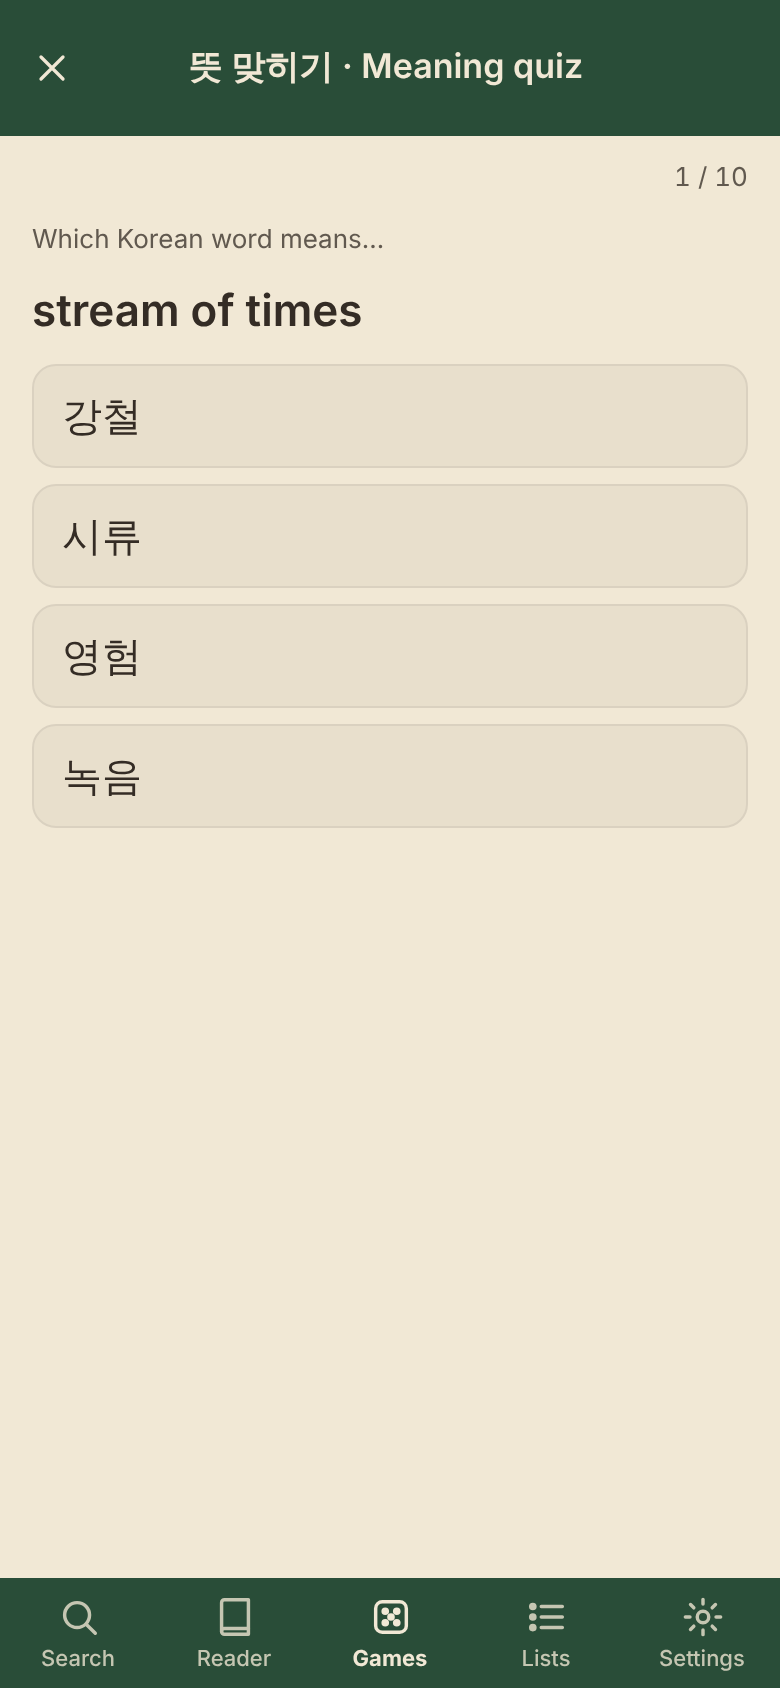 뜻 맞히기 · Meaning quiz
1 / 10
Which Korean word means...
stream of times
강철
시류
영험
녹음
Search
Reader
Games
Lists
Settings